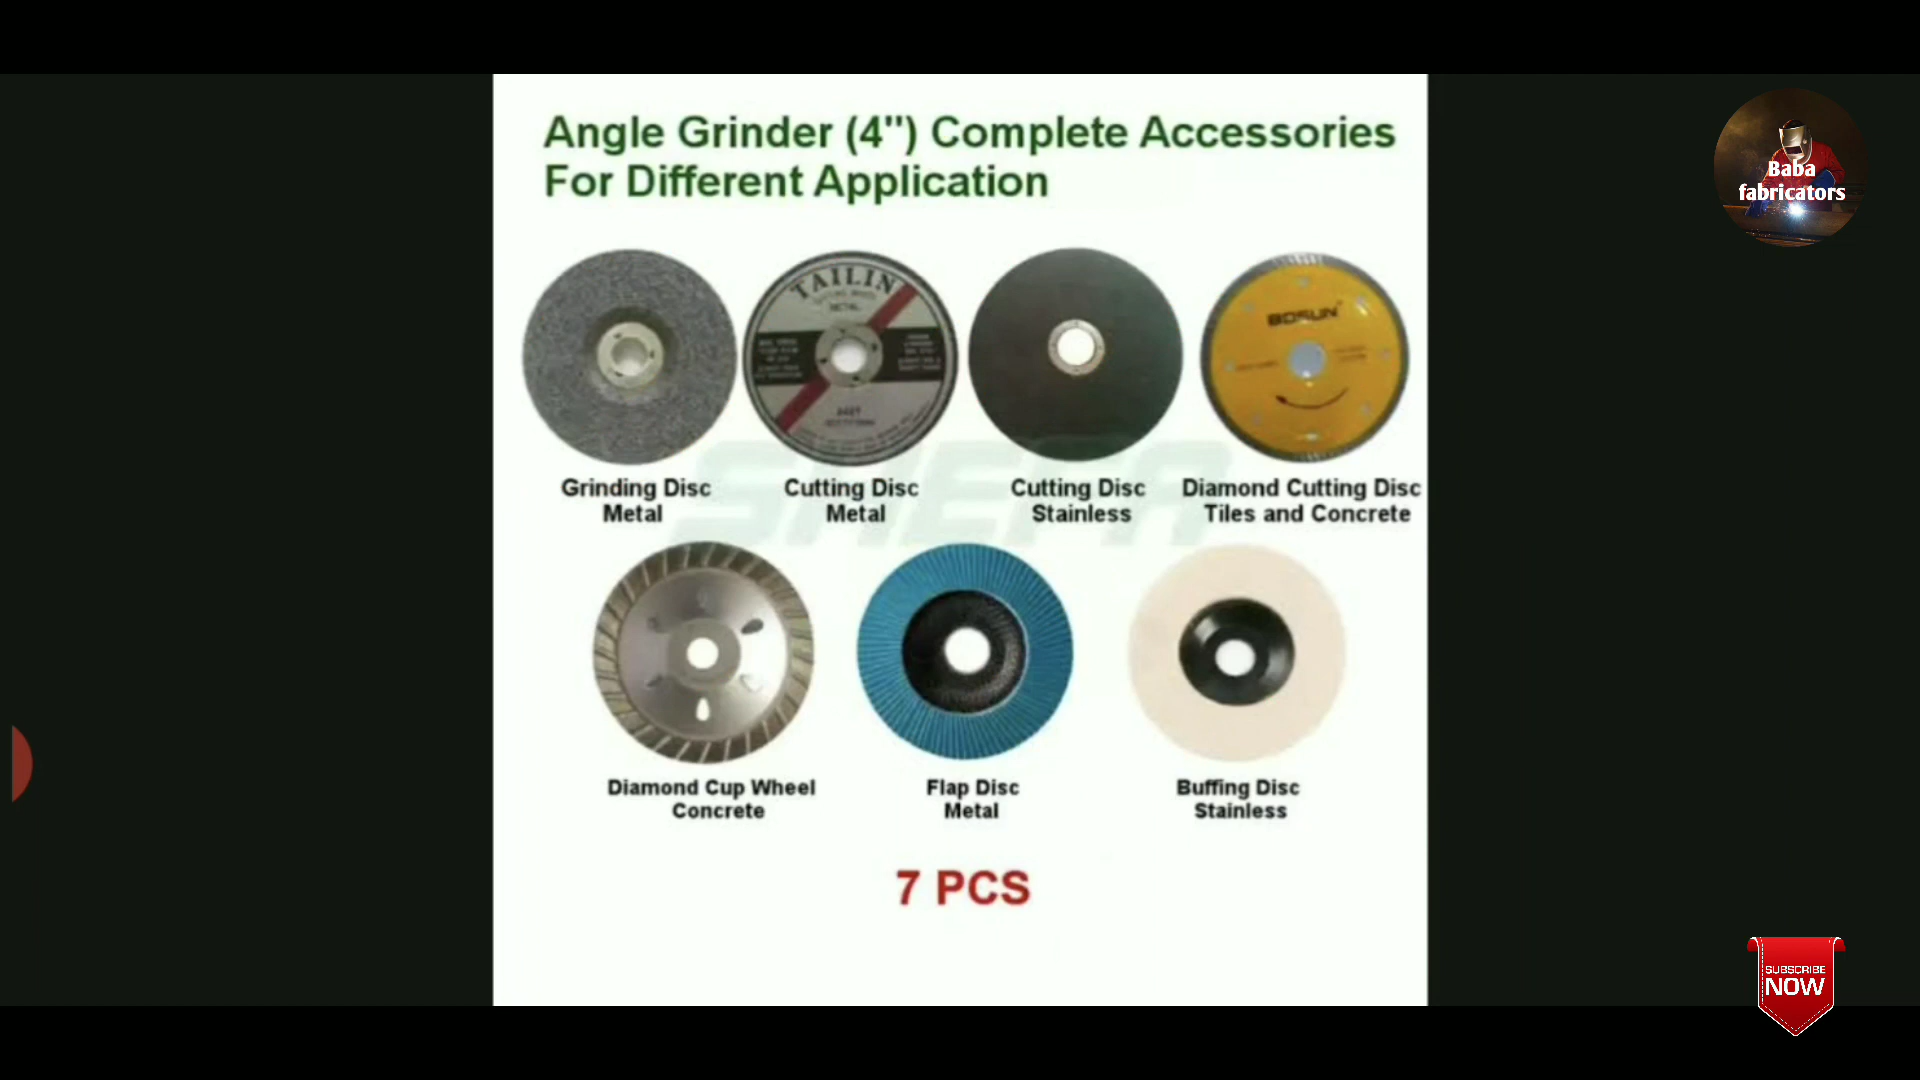 Angle Grinder (4") Complete Accessories
For Different Application
Baba
fabricators
TAILIN
METAL
BOSUN
Grinding Disc
Metal
Cutting Disc
Metal
Cutting Disc
Stainless
Diamond Cutting Disc
Tiles and Concrete
SHEFA
Diamond Cup Wheel
Concrete
Flap Disc
Metal
Buffing Disc
Stainless
7 PCS
SUBSCRIBE
NOW